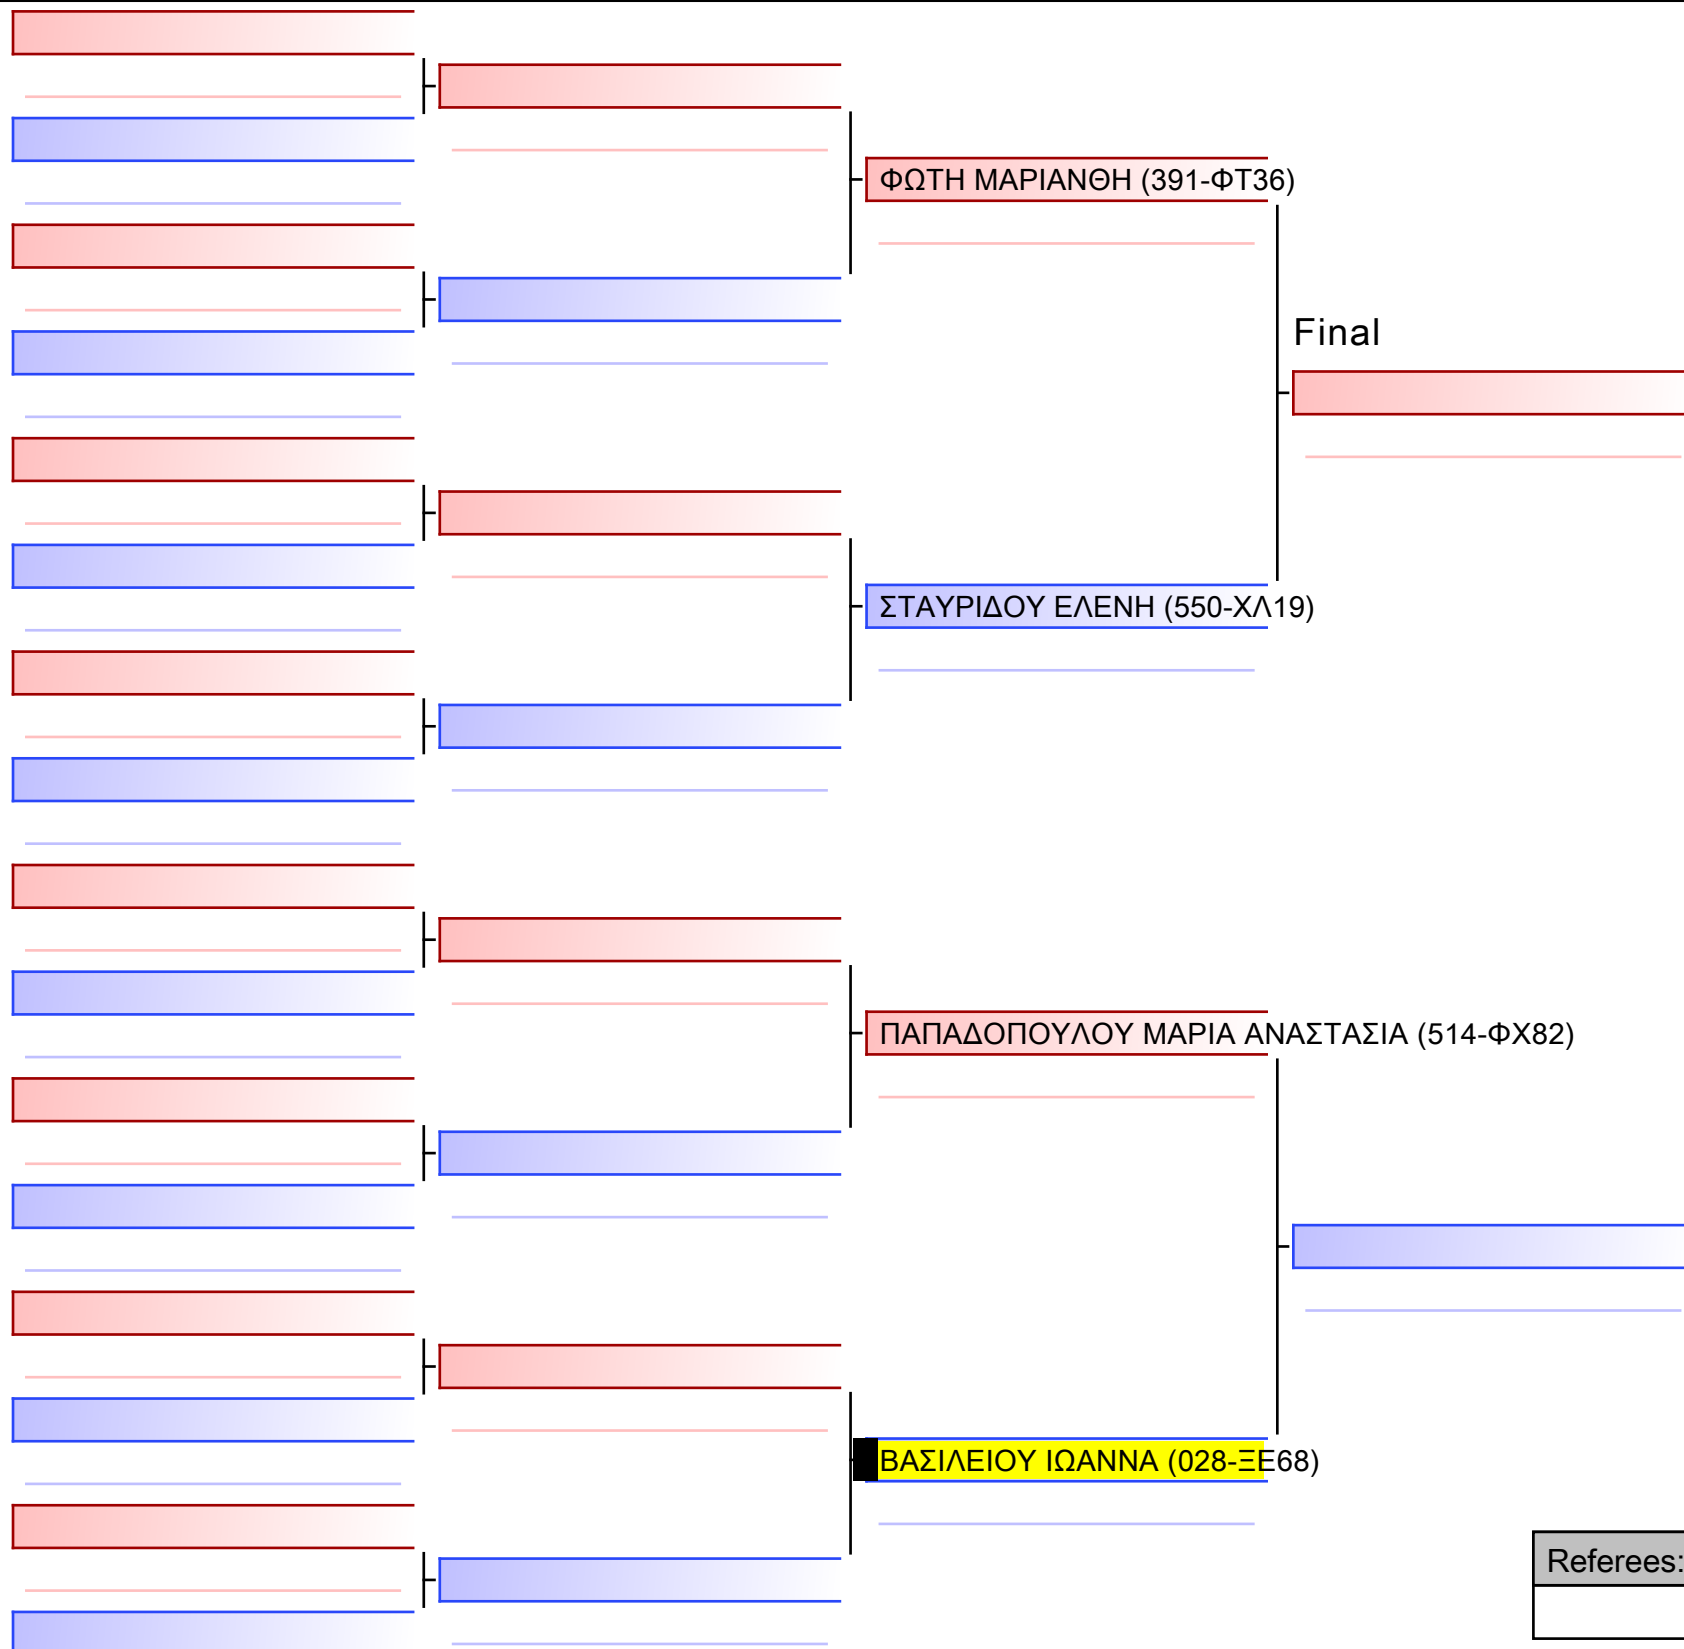 ΦΩΤΗ ΜΑΡΙΑΝΘΗ (391-ΦΤ36)
Final
ΣΤΑΥΡΙΔΟΥ ΕΛΕΝΗ (550-ΧΛ19)
ΠΑΠΑΔΟΠΟΥΛΟΥ ΜΑΡΙΑ ΑΝΑΣΤΑΣΙΑ (514-ΦΧ82)
ΒΑΣΙΛΕΙΟΥ ΙΩΑΝΝΑ (028-ΞΕ68)
Referees: